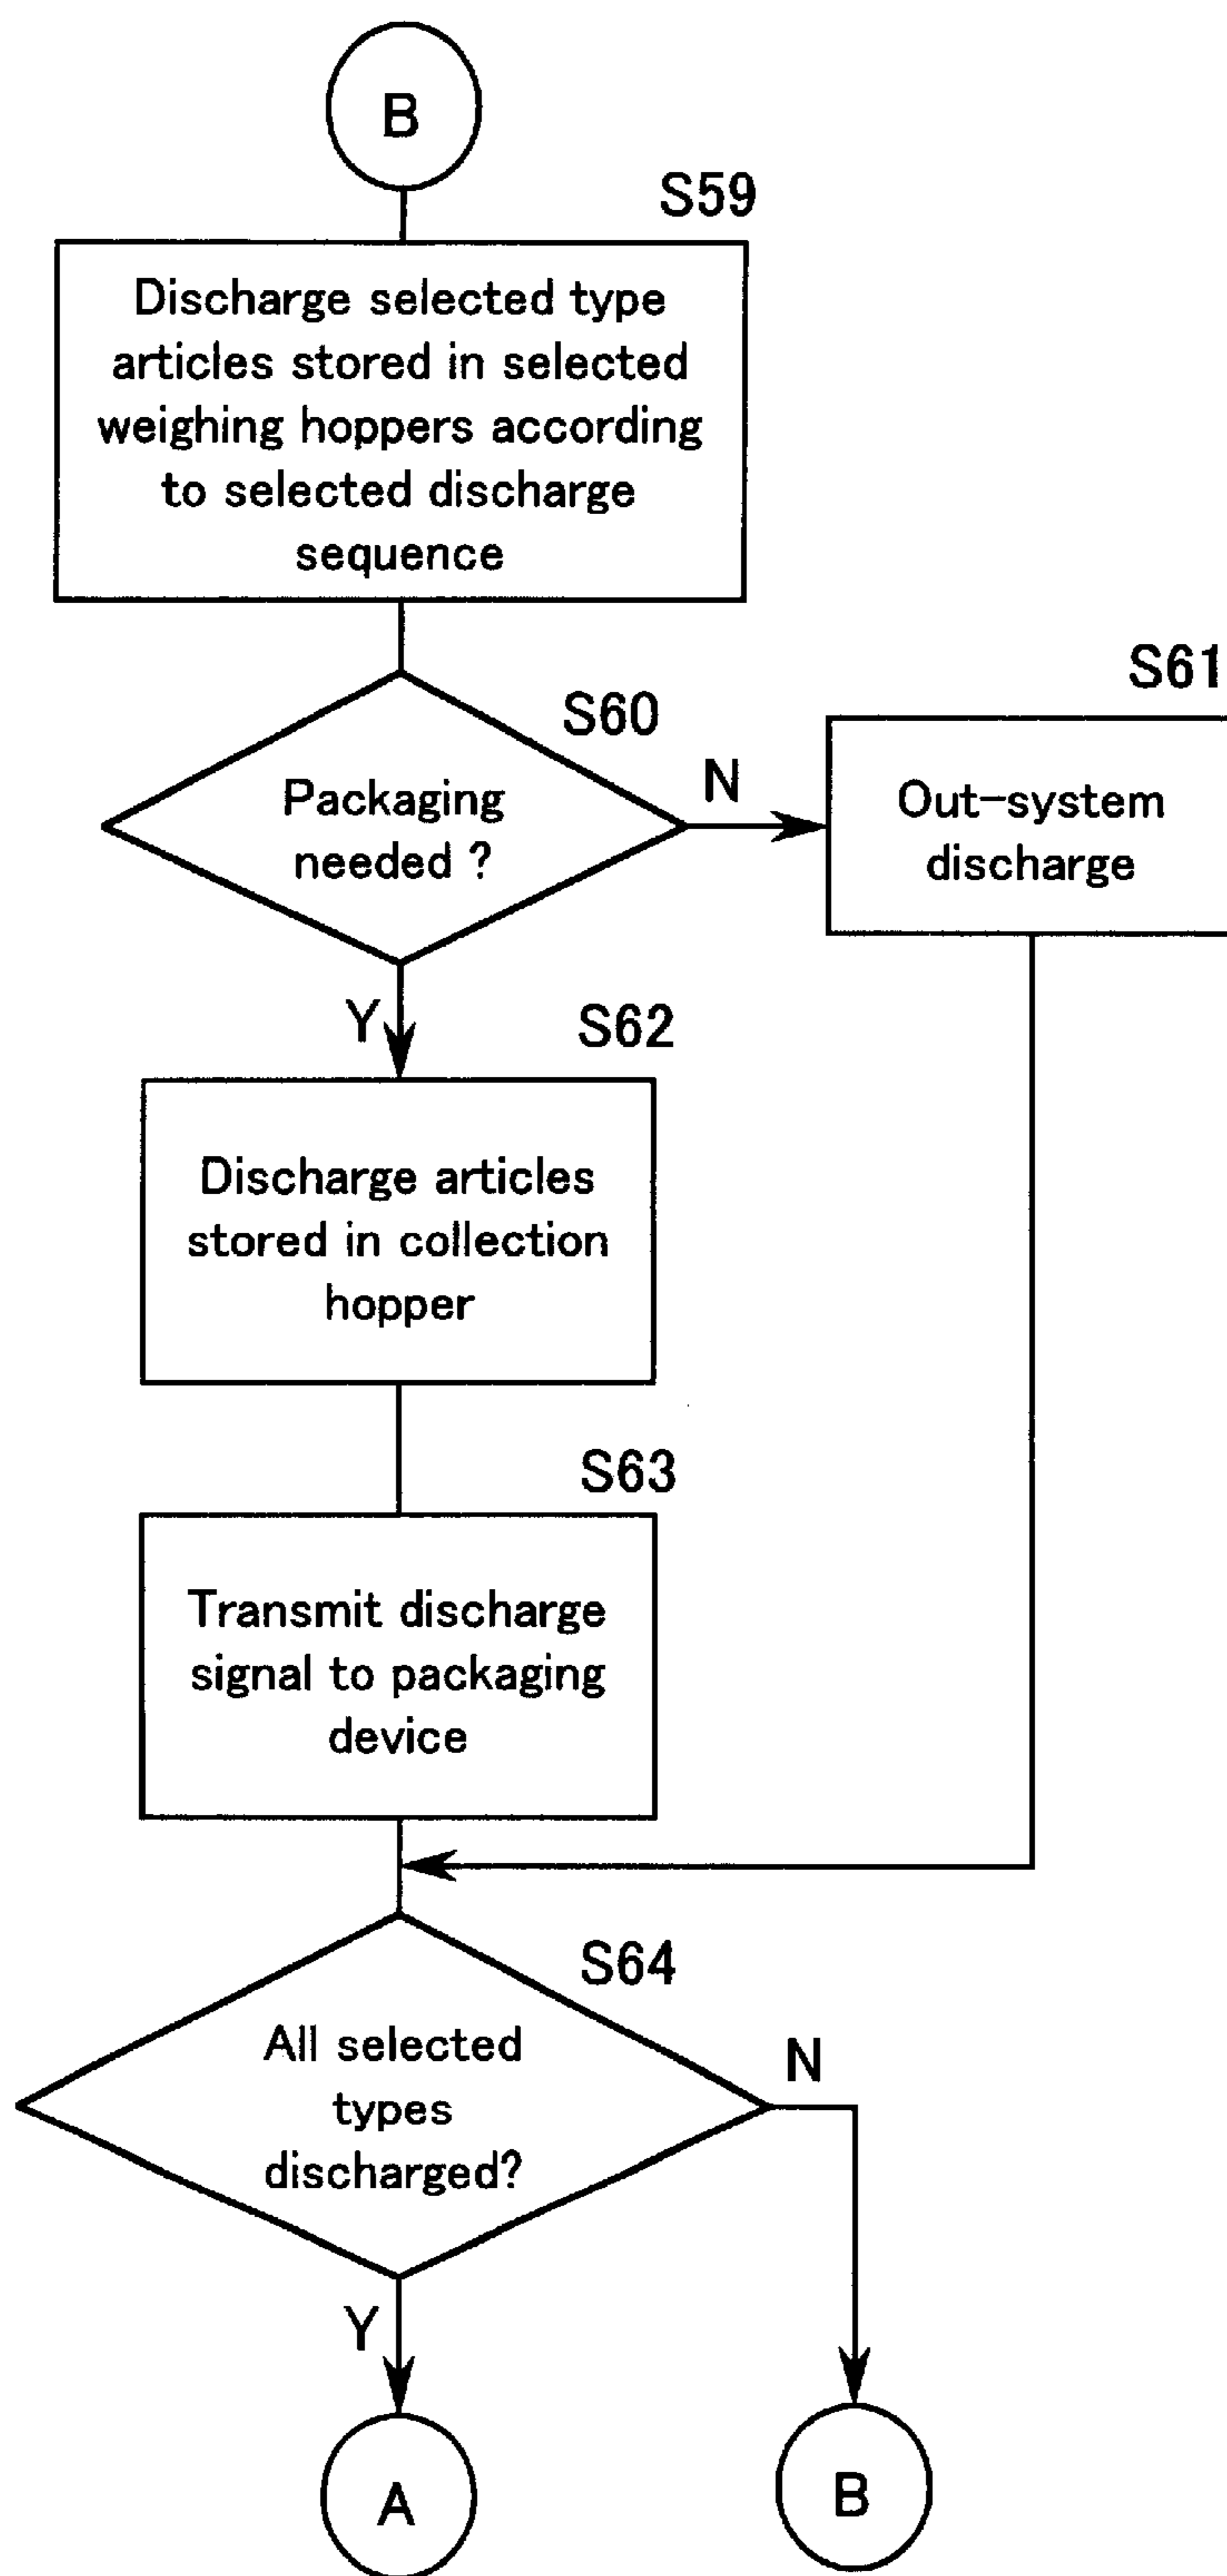 B
S59
Discharge selected type
articles stored in selected
weighing hoppers according
to selected discharge
sequence
S60
Packaging
needed ?
N
S61
Out-system
discharge
Y
S62
Discharge articles
stored in collection
hopper
S63
Transmit discharge
signal to packaging
device
S64
All selected
types
discharged?
N
Y
A
B